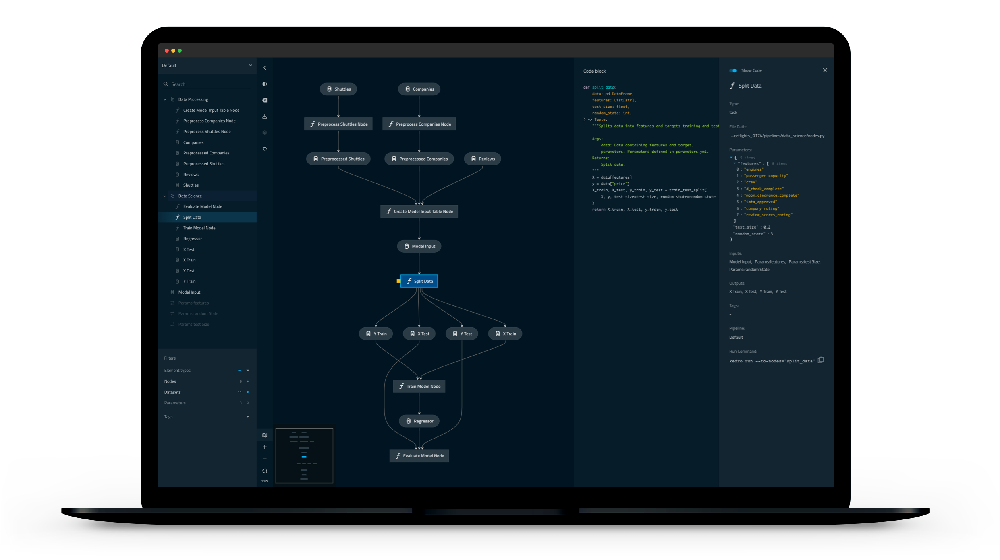 Default
Search
Data Processing
Create Model Input Table Node
Preprocess Companies Node
Preprocess Shuttles Node
Companies
Preprocessed Companies
Preprocessed Shuttles
Reviews
Shuttles
Data Science
Evaluate Model Node
Split Data
Train Model Node
Regressor
X Test
X Train
Y Test
Y Train
Model Input
Params:features
Params:random State
Params:test Size
Filters
Element types
Nodes 6
Datasets 11
Parameters 3
Tags
109%
Shuttles Companies
Preprocess Shuttles Node Preprocess Companies Node
Preprocessed Shuttles Preprocessed Companies Reviews
Create Model Input Table Node
Model Input
Split Data
Y Train X Test Y Test X Train
Train Model Node
Regressor
Evaluate Model Node
Code block
def split_data(
data: pd.DataFrame,
features: List[str],
test_size: float,
random_state: int,
) -> Tuple:
"""Splits data into features and targets training and test
Args:
data: Data containing features and target.
parameters: Parameters defined in parameters.yml.
Returns:
Split data.
"""
X = data[features]
y = data["price"]
X_train, X_test, y_train, y_test = train_test_split(
X, y, test_size=test_size, random_state=random_state
)
return X_train, X_test, y_train, y_test
Show Code
Split Data
Type:
task
File Path:
...ceflights_0174/pipelines/data_science/nodes.py
Parameters:
{ 3 items
"features" : [ 8 items
0 : "engines"
1 : "passenger_capacity"
2 : "crew"
3 : "d_check_complete"
4 : "moon_clearance_complete"
5 : "iata_approved"
6 : "company_rating"
7 : "review_scores_rating"
]
"test_size" : 0.2
"random_state" : 3
}
Inputs:
Model Input, Params:features, Params:test Size,
Params:random State
Outputs:
X Train, X Test, Y Train, Y Test
Tags:
-
Pipeline:
Default
Run Command:
kedro run --to-nodes="split_data"